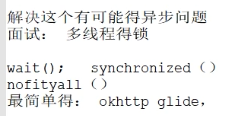 解决这个有可能得异步问题
面试： 多线程得锁
wait();  synchronized（）
nofityall（）
最简单得： okhttp glide，